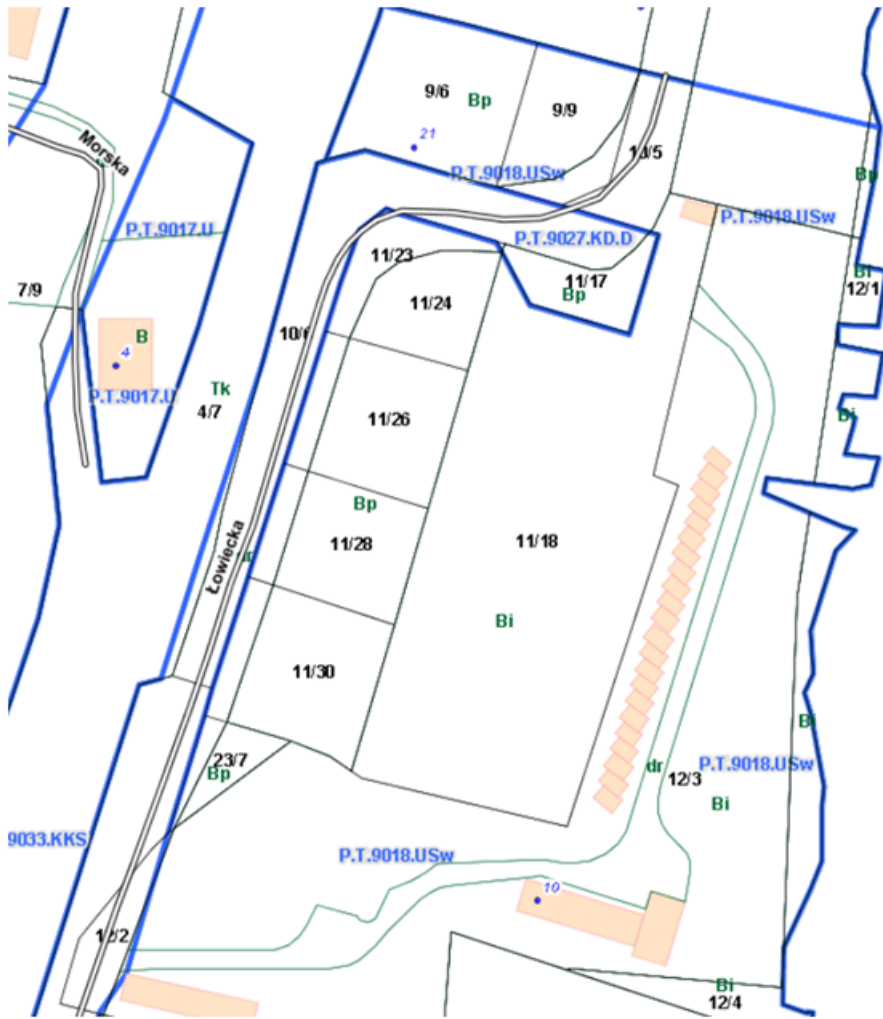 9/6
Bp
9/9
21
Morska
10/5
P.T.9018.USw
Bp
P.T.9017.U
P.T.9018.USw
P.T.9027.KD.D
11/23
7/9
11/17
Bp
Bi
12/1
11/24
10/6
B
4
P.T.9017.U
Tk
4/7
11/26
Bi
Bp
11/28
11/18
Łowiecka
dr
Bi
11/30
Bi
23/7
Bp
dr
P.T.9018.USw
12/3
Bi
9033.KKS
P.T.9018.USw
10
12/2
Bi
12/4